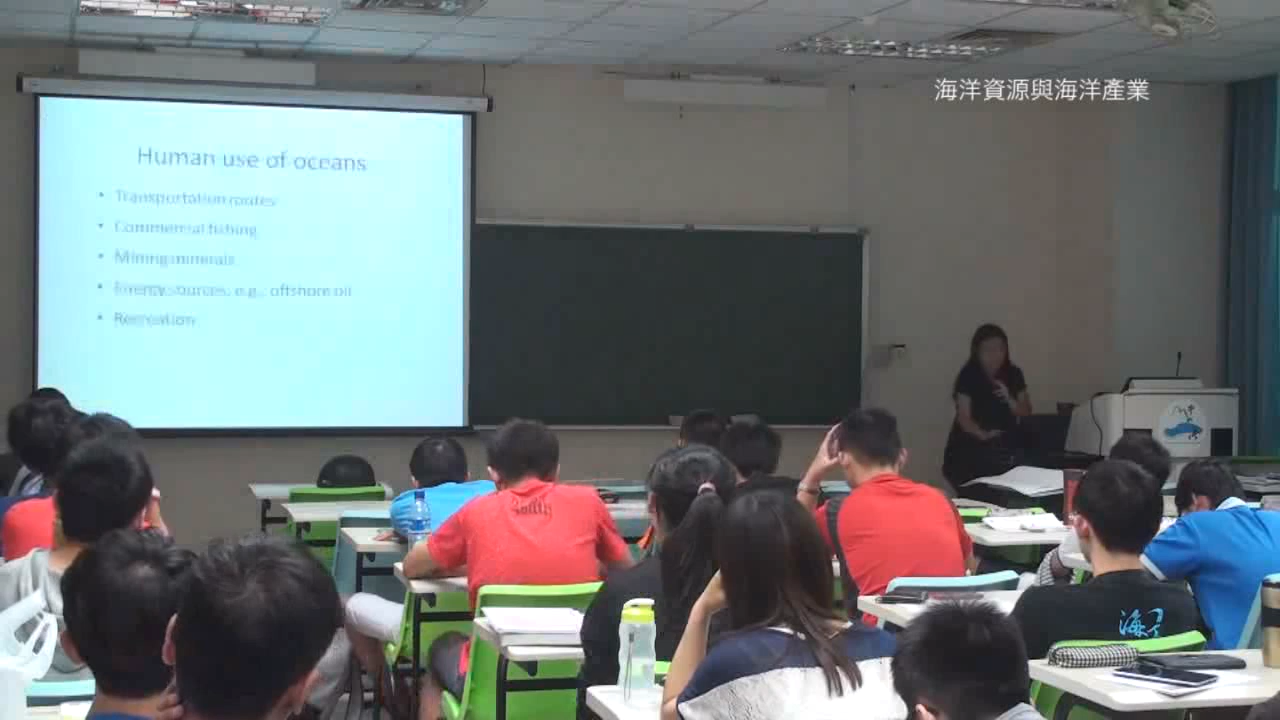 海洋資源與海洋產業
Human use of oceans
• Transportation routes
• Commercial fishing
• Mining minerals
• Energy sources, e.g., offshore oil
• Recreation